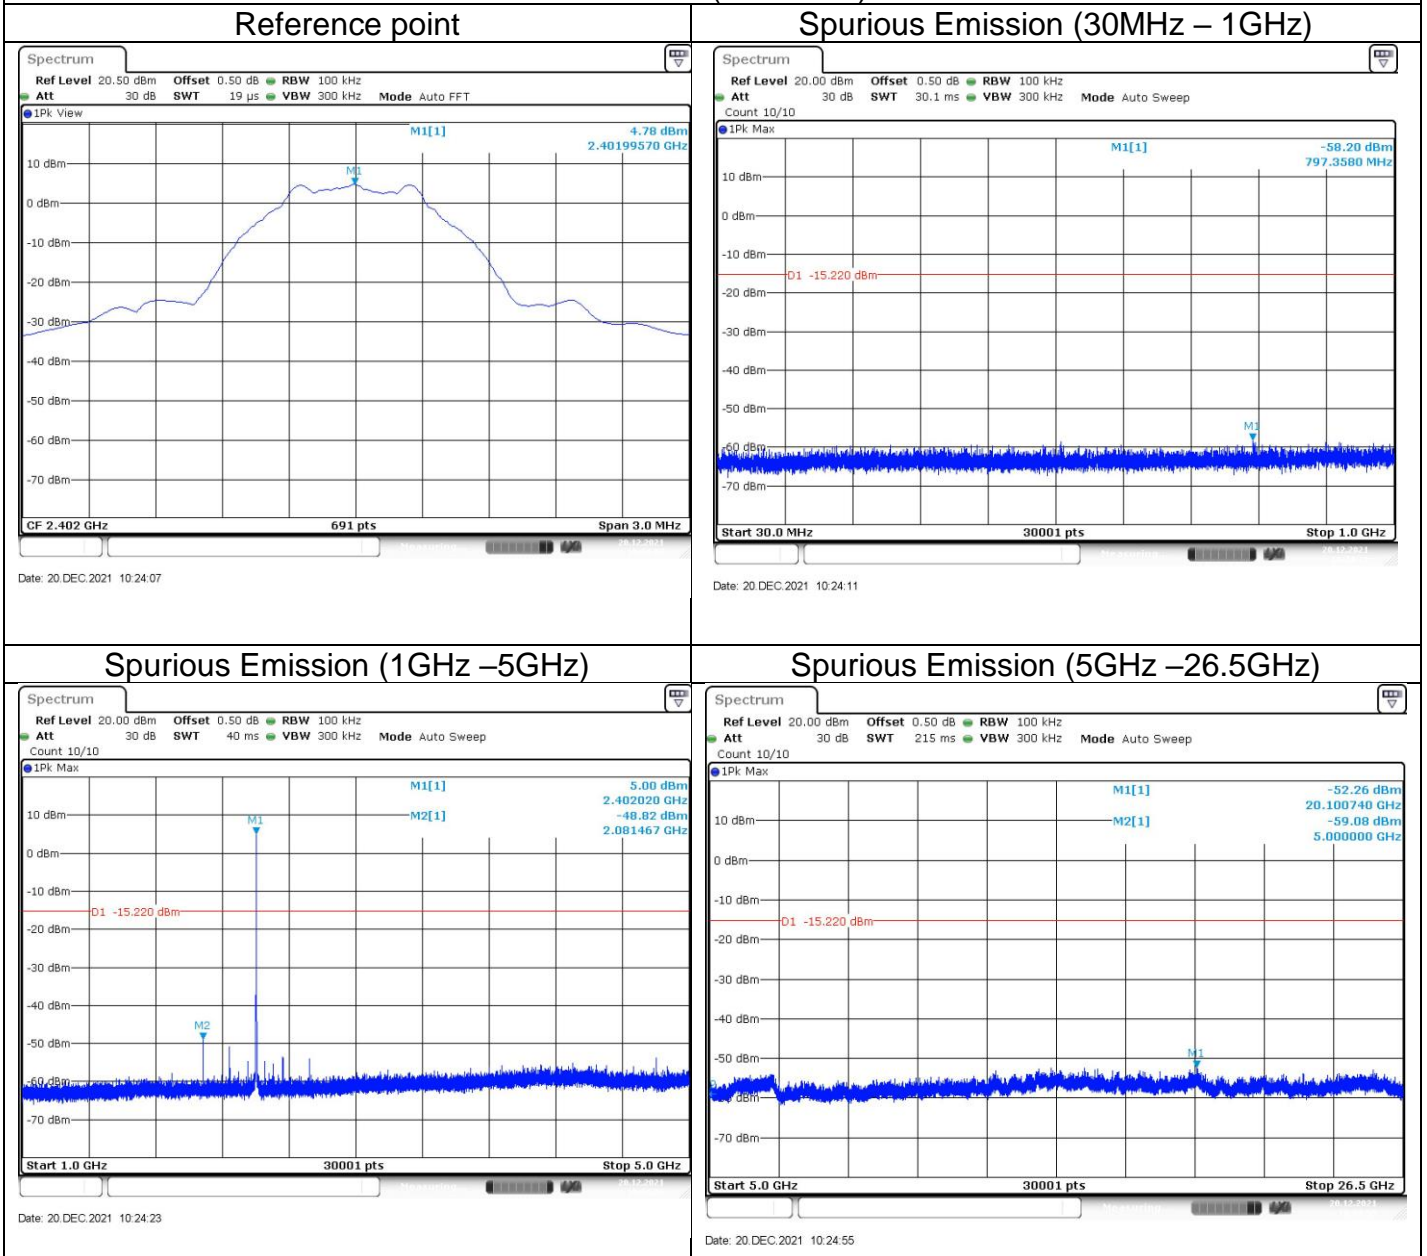 Reference point
Spectrum
Ref Level 20.50 dBm Offset 0.50 dB RBW 100 kHz
Att 30 dB SWT 19 µs VBW 300 kHz Mode Auto FFT
1Pk View
M1[1] 4.78 dBm
2.40199570 GHz
M1
10 dBm
0 dBm
-10 dBm
-20 dBm
-30 dBm
-40 dBm
-50 dBm
-60 dBm
-70 dBm
CF 2.402 GHz 691 pts Span 3.0 MHz
Measuring
20.12.2021
Date: 20.DEC.2021 10:24:07
Spurious Emission (30MHz – 1GHz)
Spectrum
Ref Level 20.00 dBm Offset 0.50 dB RBW 100 kHz
Att 30 dB SWT 30.1 ms VBW 300 kHz Mode Auto Sweep
Count 10/10
1Pk Max
M1[1] -58.20 dBm
797.3580 MHz
10 dBm
0 dBm
-10 dBm
D1 -15.220 dBm
-20 dBm
-30 dBm
-40 dBm
-50 dBm
M1
-60 dBm
-70 dBm
Start 30.0 MHz 30001 pts Stop 1.0 GHz
20.12.2021
Date: 20.DEC.2021 10:24:11
Spurious Emission (1GHz –5GHz)
Spectrum
Ref Level 20.00 dBm Offset 0.50 dB RBW 100 kHz
Att 30 dB SWT 40 ms VBW 300 kHz Mode Auto Sweep
Count 10/10
1Pk Max
M1[1] 5.00 dBm
2.402020 GHz
M2[1] -48.82 dBm
2.081467 GHz
10 dBm
M1
0 dBm
-10 dBm
D1 -15.220 dBm
-20 dBm
-30 dBm
-40 dBm
M2
-50 dBm
-60 dBm
-70 dBm
Start 1.0 GHz 30001 pts Stop 5.0 GHz
Date: 20.DEC.2021 10:24:23
Spurious Emission (5GHz –26.5GHz)
Spectrum
Ref Level 20.00 dBm Offset 0.50 dB RBW 100 kHz
Att 30 dB SWT 215 ms VBW 300 kHz Mode Auto Sweep
Count 10/10
1Pk Max
M1[1] -52.26 dBm
20.100740 GHz
M2[1] -59.08 dBm
5.000000 GHz
10 dBm
0 dBm
-10 dBm
D1 -15.220 dBm
-20 dBm
-30 dBm
-40 dBm
-50 dBm
M1
dBm
-70 dBm
Start 5.0 GHz 30001 pts Stop 26.5 GHz
Date: 20.DEC.2021 10:24:55